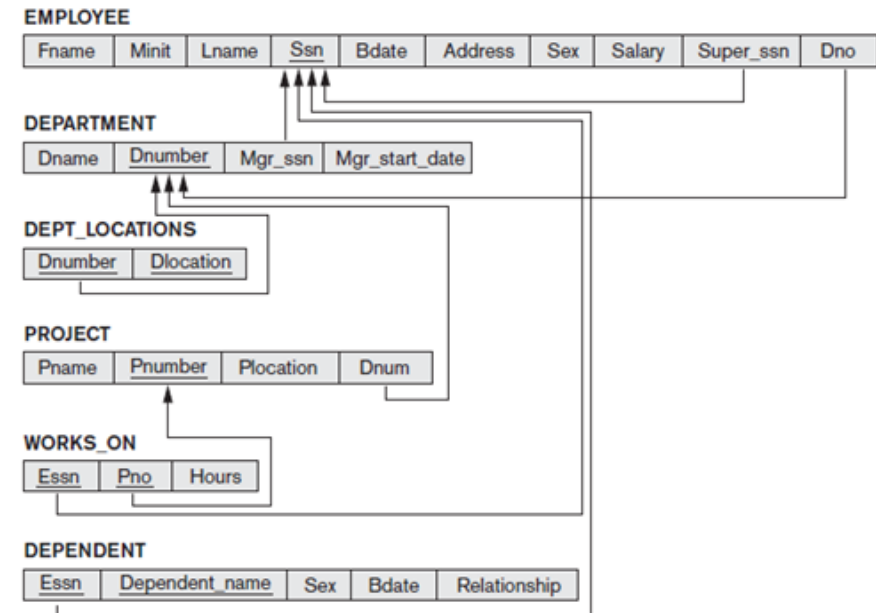 EMPLOYEE
Fname Minit Lname Ssn Bdate Address Sex Salary Super_ssn Dno
DEPARTMENT
Dname Dnumber Mgr_ssn Mgr_start_date
DEPT_LOCATIONS
Dnumber Dlocation
PROJECT
Pname Pnumber Plocation Dnum
WORKS_ON
Essn Pno Hours
DEPENDENT
Essn Dependent_name Sex Bdate Relationship